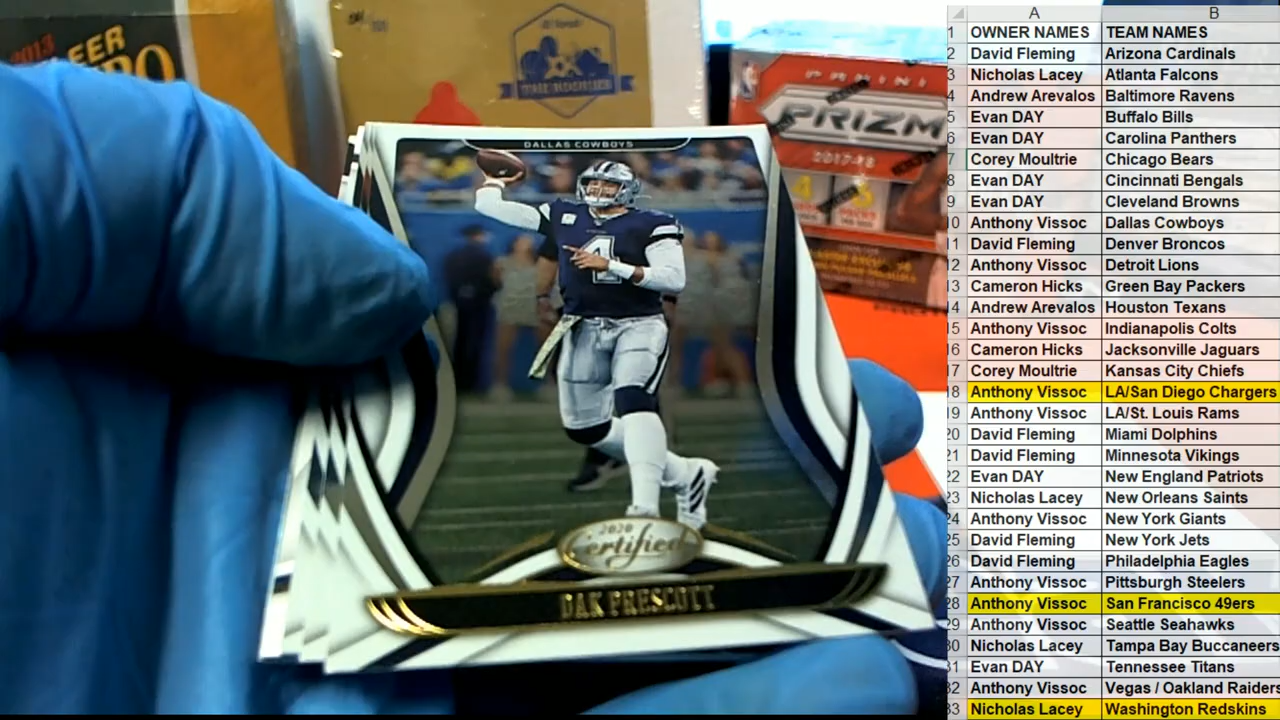 2013
DALLAS COWBOYS
4
2020
Certified
DAK PRESCOTT
PANINI
PRIZM
2017-18
A B
1 OWNER NAMES TEAM NAMES
2 David Fleming Arizona Cardinals
3 Nicholas Lacey Atlanta Falcons
4 Andrew Arevalos Baltimore Ravens
5 Evan DAY Buffalo Bills
6 Evan DAY Carolina Panthers
7 Corey Moultrie Chicago Bears
8 Evan DAY Cincinnati Bengals
9 Evan DAY Cleveland Browns
10 Anthony Vissoc Dallas Cowboys
11 David Fleming Denver Broncos
12 Anthony Vissoc Detroit Lions
13 Cameron Hicks Green Bay Packers
14 Andrew Arevalos Houston Texans
15 Anthony Vissoc Indianapolis Colts
16 Cameron Hicks Jacksonville Jaguars
17 Corey Moultrie Kansas City Chiefs
18 Anthony Vissoc LA/San Diego Chargers
19 Anthony Vissoc LA/St. Louis Rams
20 David Fleming Miami Dolphins
21 David Fleming Minnesota Vikings
22 Evan DAY New England Patriots
23 Nicholas Lacey New Orleans Saints
24 Anthony Vissoc New York Giants
25 David Fleming New York Jets
26 David Fleming Philadelphia Eagles
27 Anthony Vissoc Pittsburgh Steelers
28 Anthony Vissoc San Francisco 49ers
29 Anthony Vissoc Seattle Seahawks
30 Nicholas Lacey Tampa Bay Buccaneers
31 Evan DAY Tennessee Titans
32 Anthony Vissoc Vegas / Oakland Raiders
33 Nicholas Lacey Washington Redskins